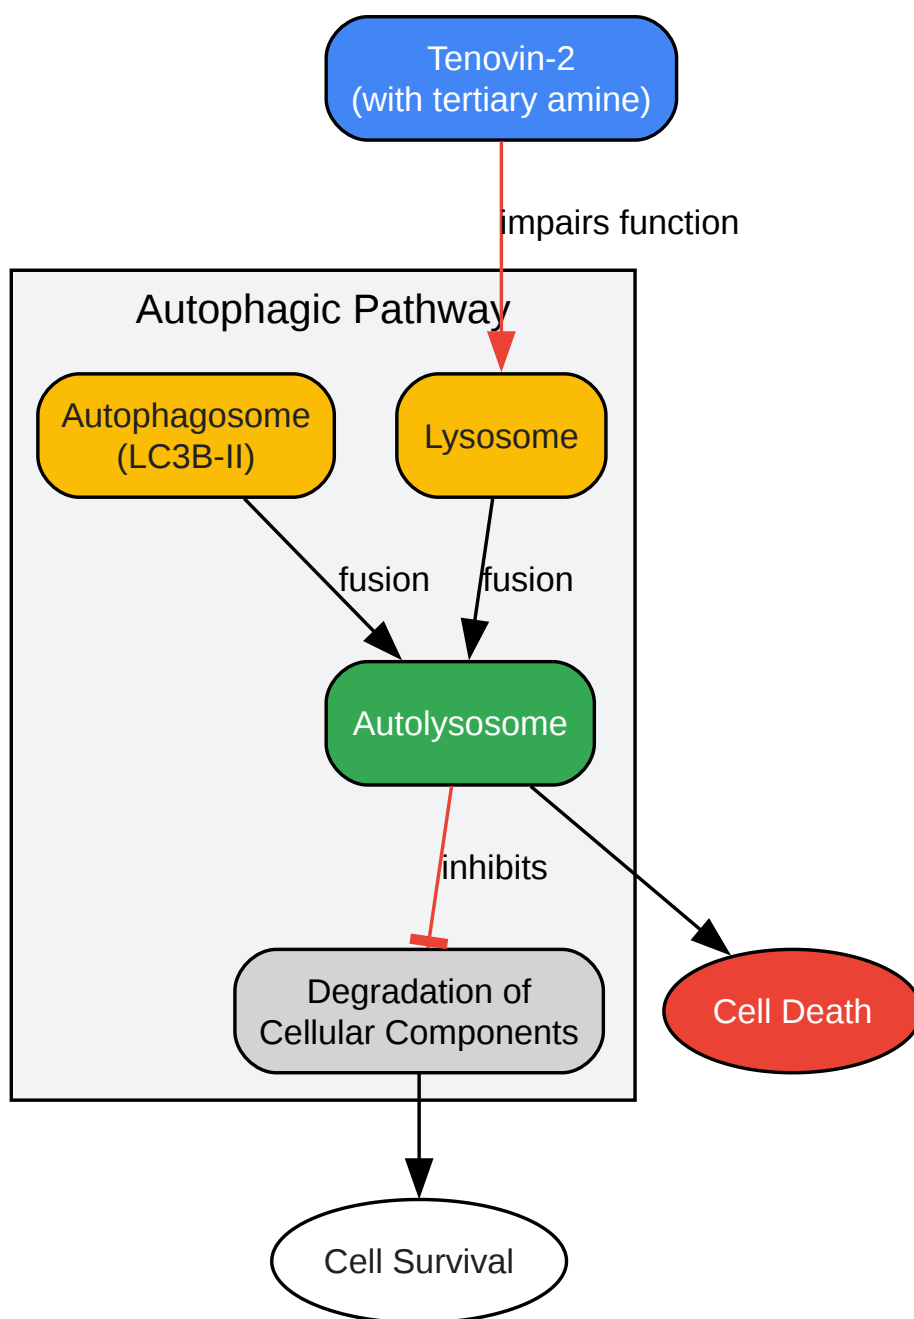 Tenovin-2
(with tertiary amine)
impairs function
Autophagic Pathway
Autophagosome
(LC3B-II)
Lysosome
fusion
fusion
Autolysosome
inhibits
Degradation of
Cellular Components
Cell Death
Cell Survival